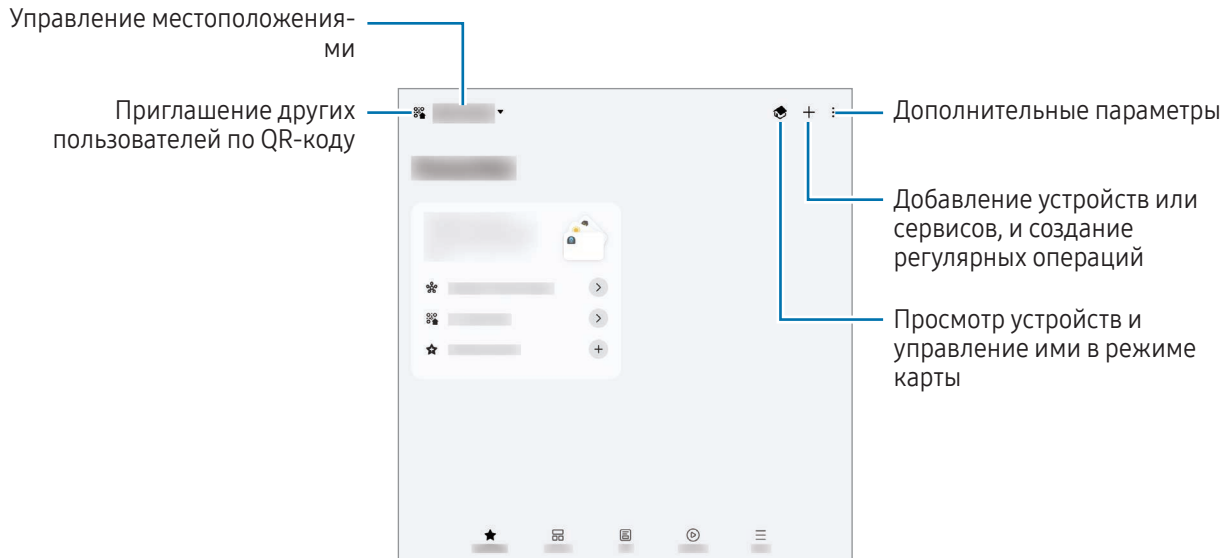 Управление местоположения-
ми
Приглашение других
пользователей по QR-коду
Дополнительные параметры
Добавление устройств или
сервисов, и создание
регулярных операций
Просмотр устройств и
управление ими в режиме
карты